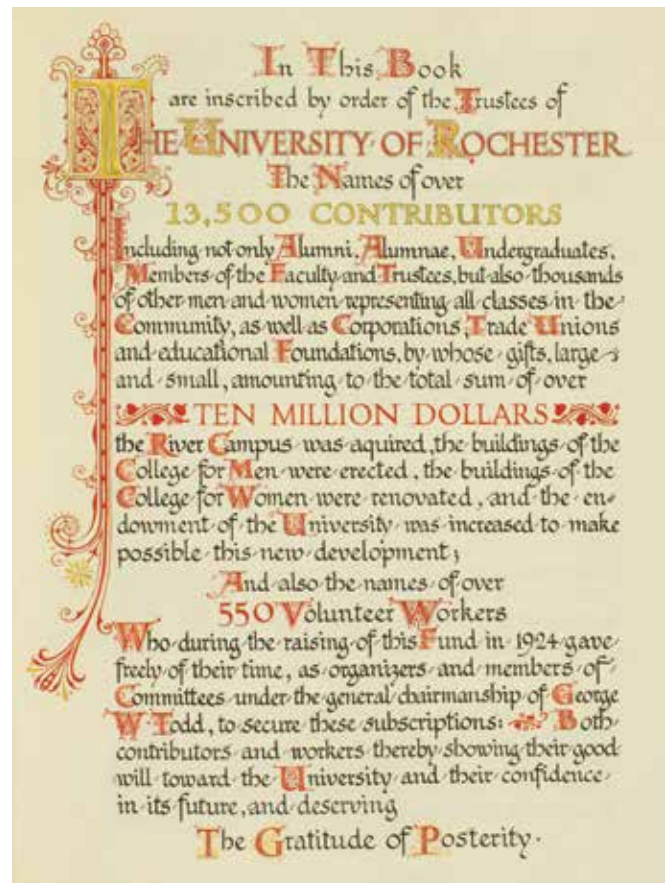 In This Book
are inscribed by order of the Trustees of
THE UNIVERSITY OF ROCHESTER
The Names of over
13,500 CONTRIBUTORS
Including not only Alumni, Alumnae, Undergraduates,
Members of the Faculty and Trustees, but also thousands
of other men and women representing all classes in the
Community, as well as Corporations, Trade Unions
and educational Foundations, by whose gifts, large
and small, amounting to the total sum of over
TEN MILLION DOLLARS
the River Campus was aquired, the buildings of the
College for Men were erected, the buildings of the
College for Women were renovated, and the en-
dowment of the University was increased to make
possible this new development;
And also the names of over
550 Volunteer Workers
Who during the raising of this Fund in 1924 gave
freely of their time, as organizers and members of
Committees under the general chairmanship of George
W. Todd, to secure these subscriptions: Both
contributors and workers thereby showing their good
will toward the University and their confidence
in its future, and deserving
The Gratitude of Posterity.